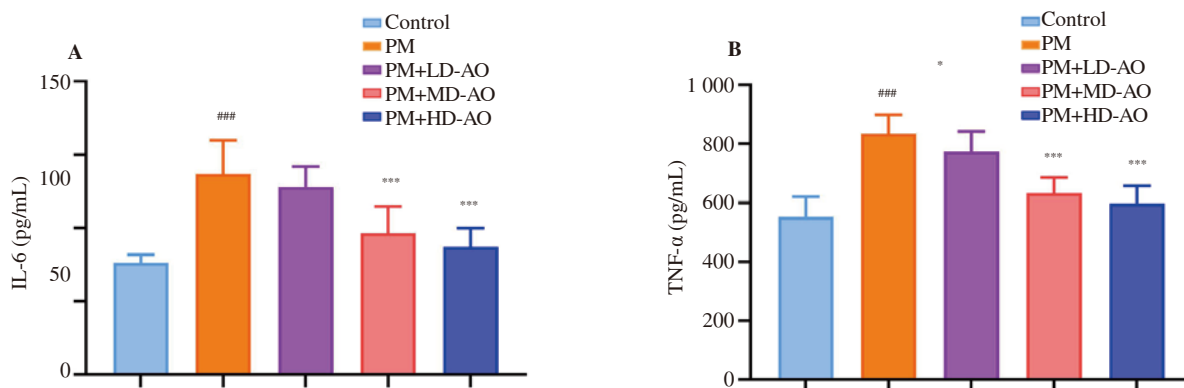 A
Control
PM
PM+LD-AO
PM+MD-AO
PM+HD-AO
150
100
50
0
IL-6 (pg/mL)
###
***
***
B
Control
PM
PM+LD-AO
PM+MD-AO
PM+HD-AO
1 000
800
600
400
200
0
TNF-α (pg/mL)
###
*
***
***